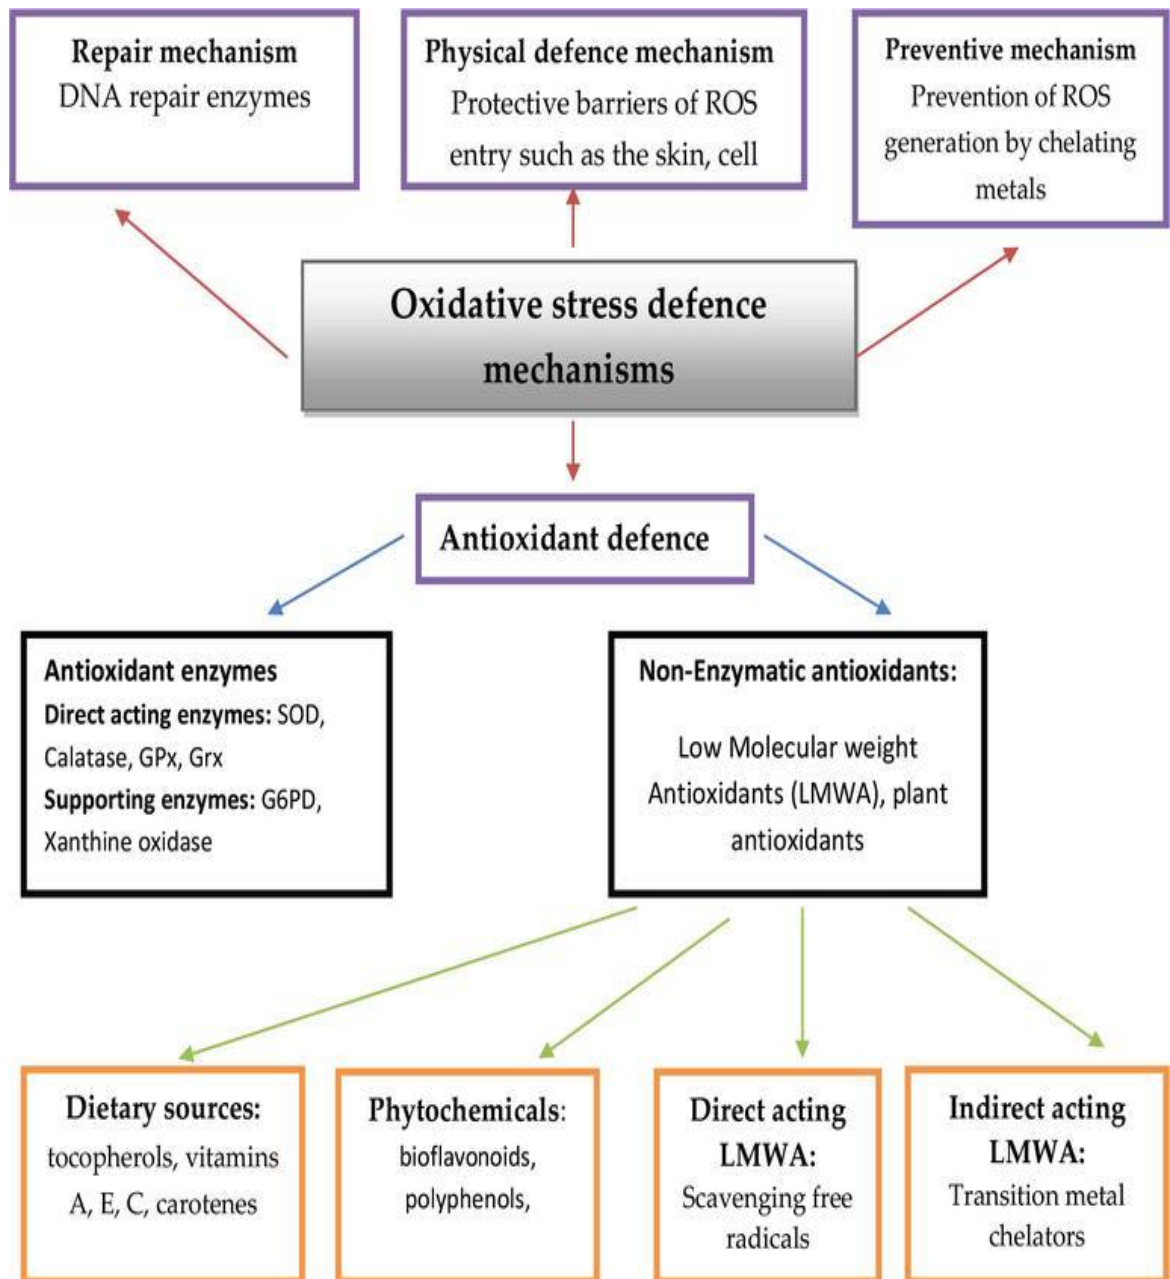 Repair mechanism
DNA repair enzymes
Physical defence mechanism
Protective barriers of ROS
entry such as the skin, cell
Preventive mechanism
Prevention of ROS
generation by chelating
metals
Oxidative stress defence
mechanisms
Antioxidant defence
Antioxidant enzymes
Direct acting enzymes: SOD,
Calatase, GPx, Grx
Supporting enzymes: G6PD,
Xanthine oxidase
Non-Enzymatic antioxidants:
Low Molecular weight
Antioxidants (LMWA), plant
antioxidants
Dietary sources:
tocopherols, vitamins
A, E, C, carotenes
Phytochemicals:
bioflavonoids,
polyphenols,
Direct acting
LMWA:
Scavenging free
radicals
Indirect acting
LMWA:
Transition metal
chelators